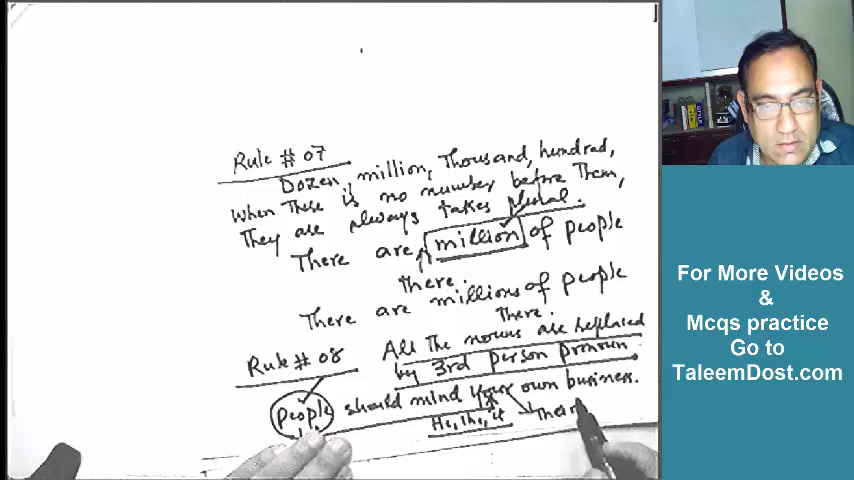 Rule # 07
Dozen, million, Thousand, hundred,
when there is no number before Them,
They are always takes plural.
There are million of people
there.
There are millions of people
there.
Rule # 08 All the nouns are replaced
by 3rd person pronoun
People should mind your own business.
He, She, it Their
For More Videos
&
Mcqs practice
Go to
TaleemDost.com